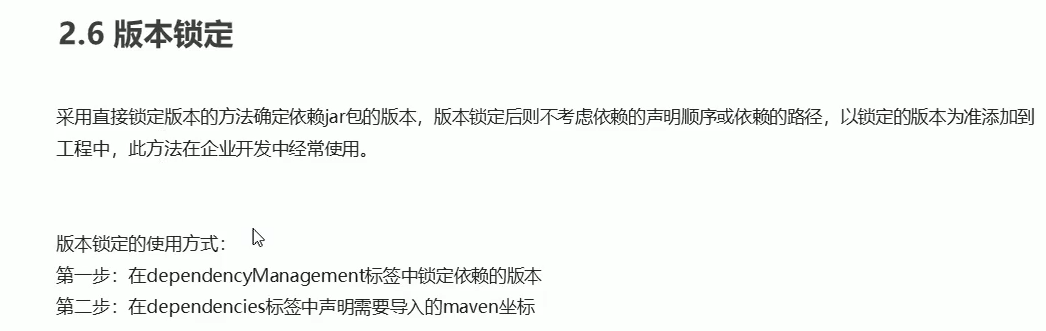 2.6 版本锁定
采用直接锁定版本的方法确定依赖jar包的版本，版本锁定后则不考虑依赖的声明顺序或依赖的路径，以锁定的版本为准添加到
工程中，此方法在企业开发中经常使用。
版本锁定的使用方式：
第一步：在dependencyManagement标签中锁定依赖的版本
第二步：在dependencies标签中声明需要导入的maven坐标